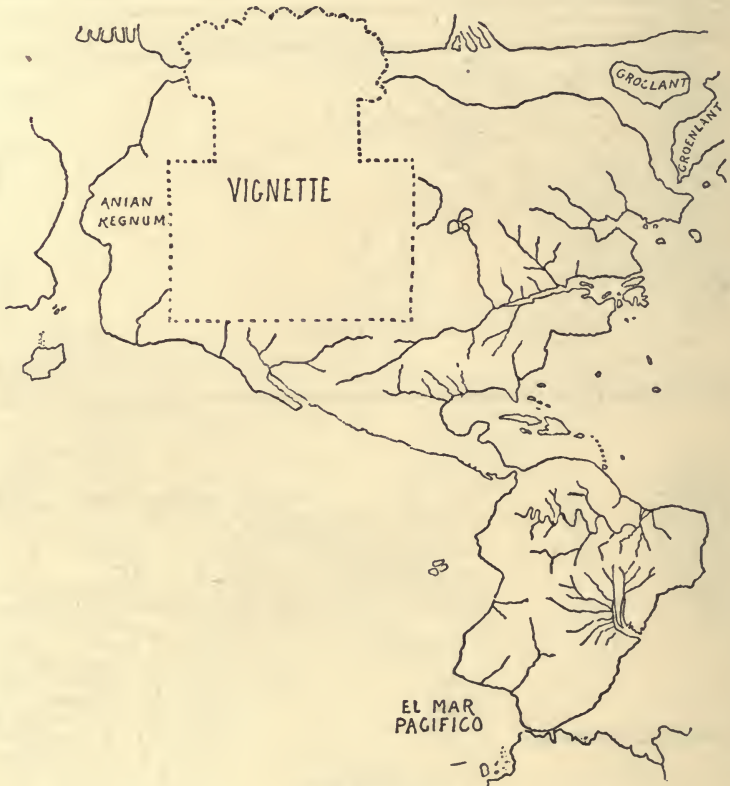 GROCLANT
GROENLANT
VIGNETTE
ANIAN
REGNUM
EL MAR
PACIFICO